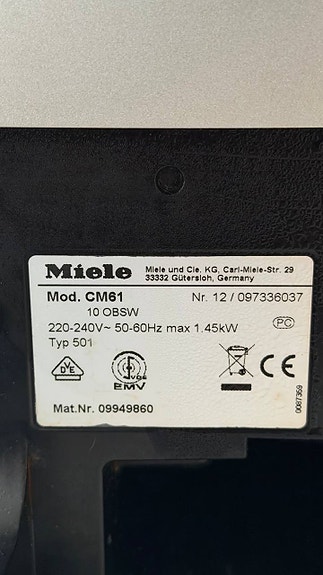 Miele
Miele und Cie. KG, Carl-Miele-Str. 29
33332 Gütersloh, Germany
Mod. CM61 Nr. 12 / 097336037
10 OBSW
220-240V~ 50-60Hz max 1.45kW
PC
Typ 501
VDE
VDE
EMV
CE
Mat.Nr. 09949860
0087359